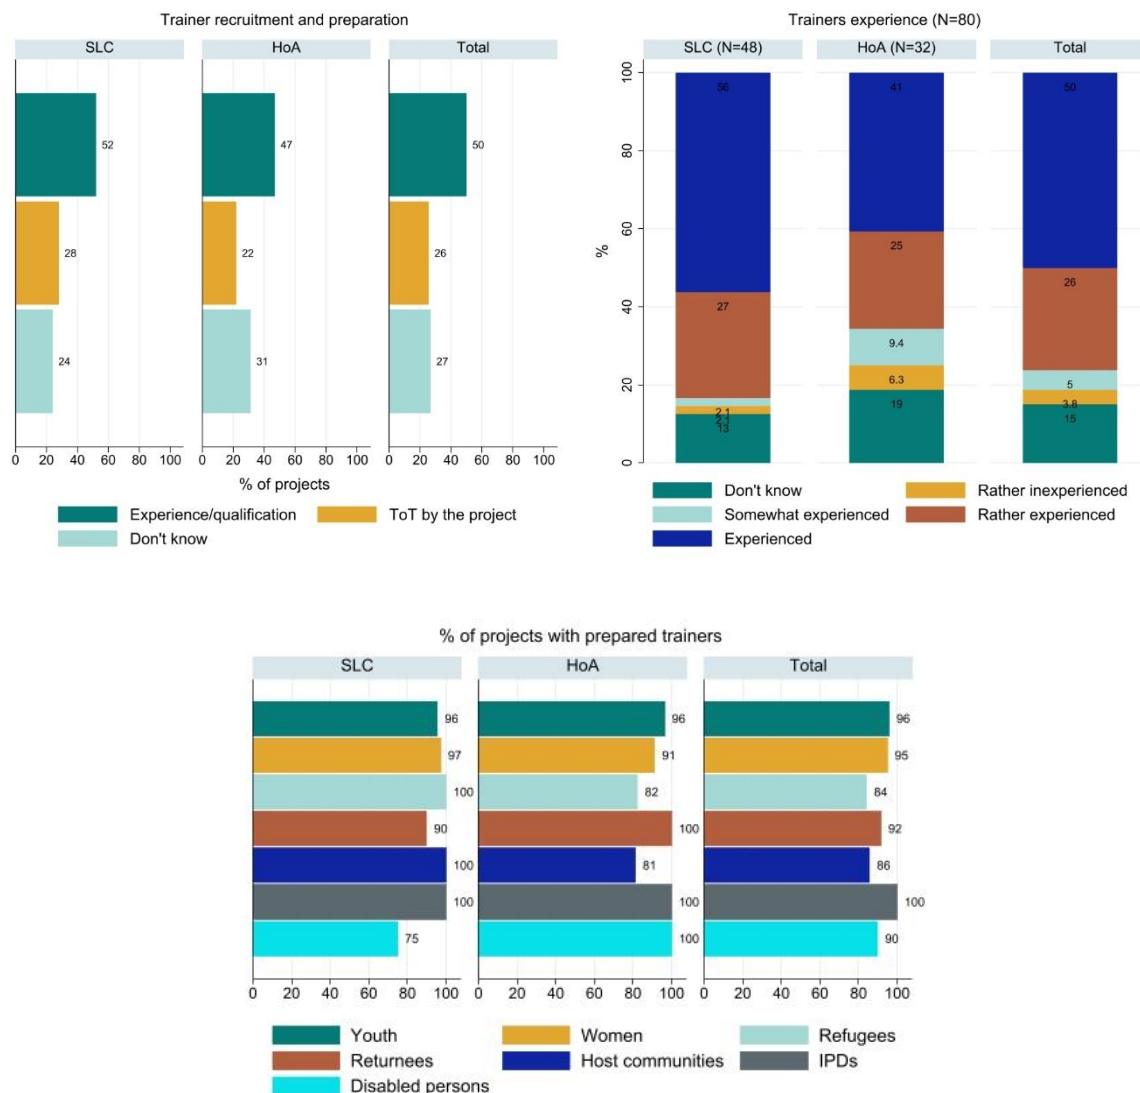 Trainer recruitment and preparation
SLC HoA Total
52 47 50
28 22 26
24 31 27
0 20 40 60 80 100 0 20 40 60 80 100 0 20 40 60 80 100
% of projects
Experience/qualification ToT by the project
Don't know
Trainers experience (N=80)
SLC (N=48) HoA (N=32) Total
100
80
60
40
20
0
%
56 41 50
27 25 26
2.1 9.4 5
2.1 6.3 3.8
13 19 15
Don't know Rather inexperienced
Somewhat experienced Rather experienced
Experienced
% of projects with prepared trainers
SLC HoA Total
96 96 96
97 91 95
100 82 84
90 100 92
100 81 86
100 100 100
75 100 90
0 20 40 60 80 100 0 20 40 60 80 100 0 20 40 60 80 100
Youth Women Refugees
Returnees Host communities IPDs
Disabled persons